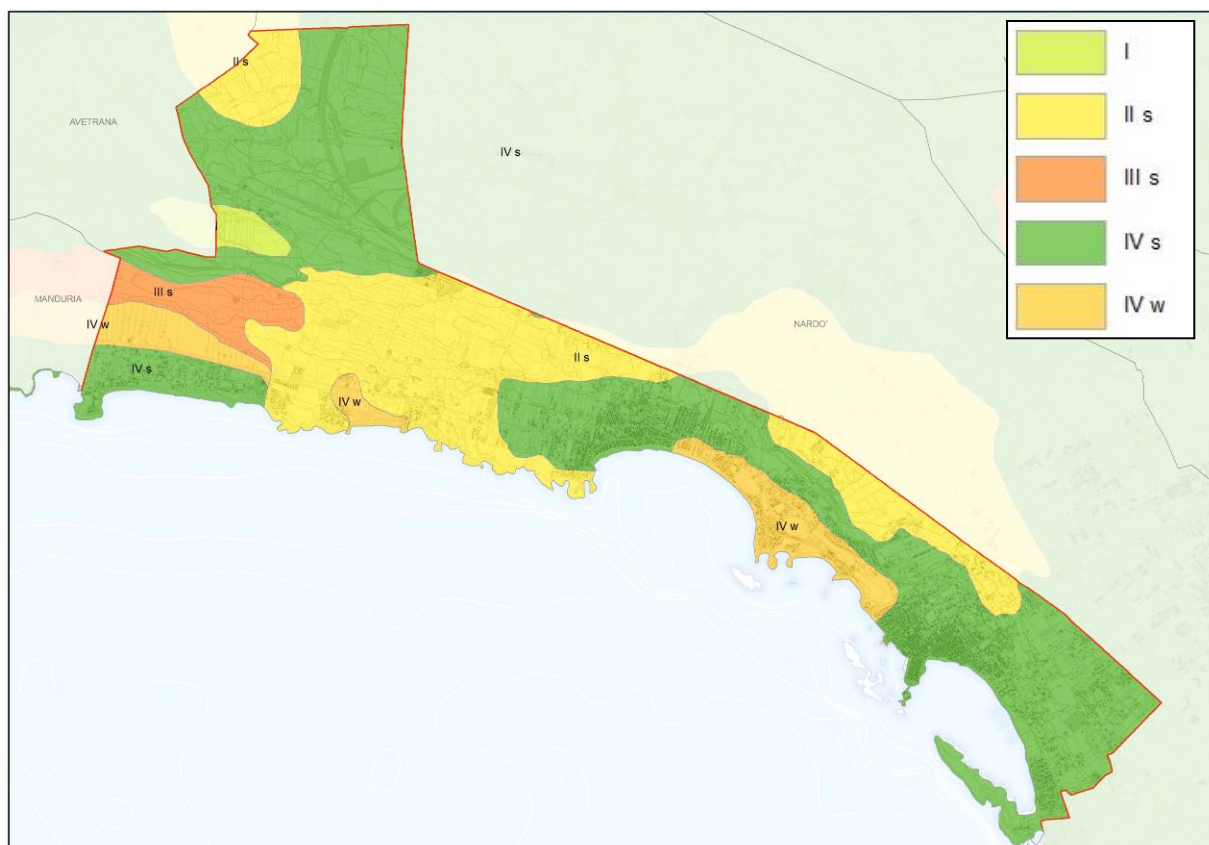 I
II s
III s
IV s
IV w
II s
AVETRANA
IV s
I
III s
MANDURIA
IV w
IV s
NARDO'
II s
IV w
IV w